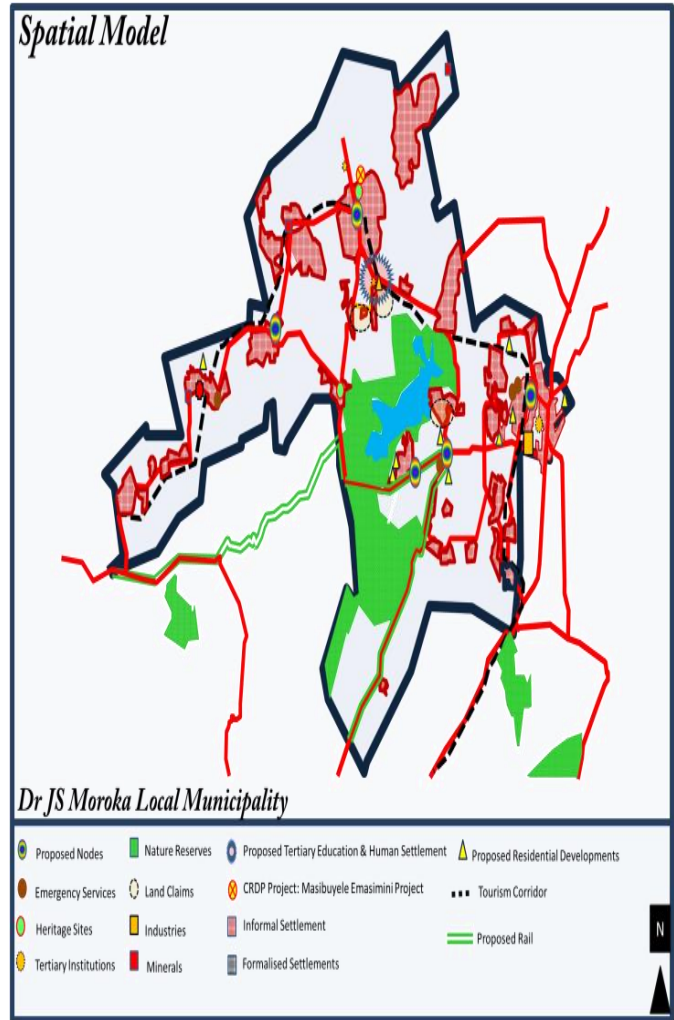 Spatial Model
Dr JS Moroka Local Municipality
Proposed Nodes
Nature Reserves
Proposed Tertiary Education & Human Settlement
Proposed Residential Developments
Emergency Services
Land Claims
CRDP Project: Masibuyele Emasimini Project
Tourism Corridor
Heritage Sites
Industries
Informal Settlement
Proposed Rail
N
Tertiary Institutions
Minerals
Formalised Settlements